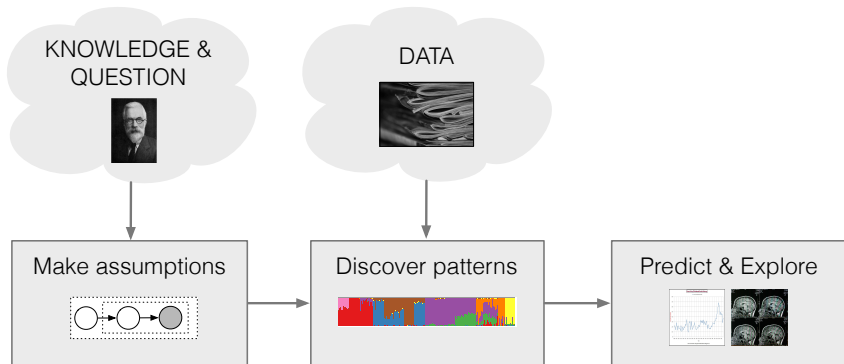 KNOWLEDGE &
QUESTION
DATA
Make assumptions
Discover patterns
Predict & Explore